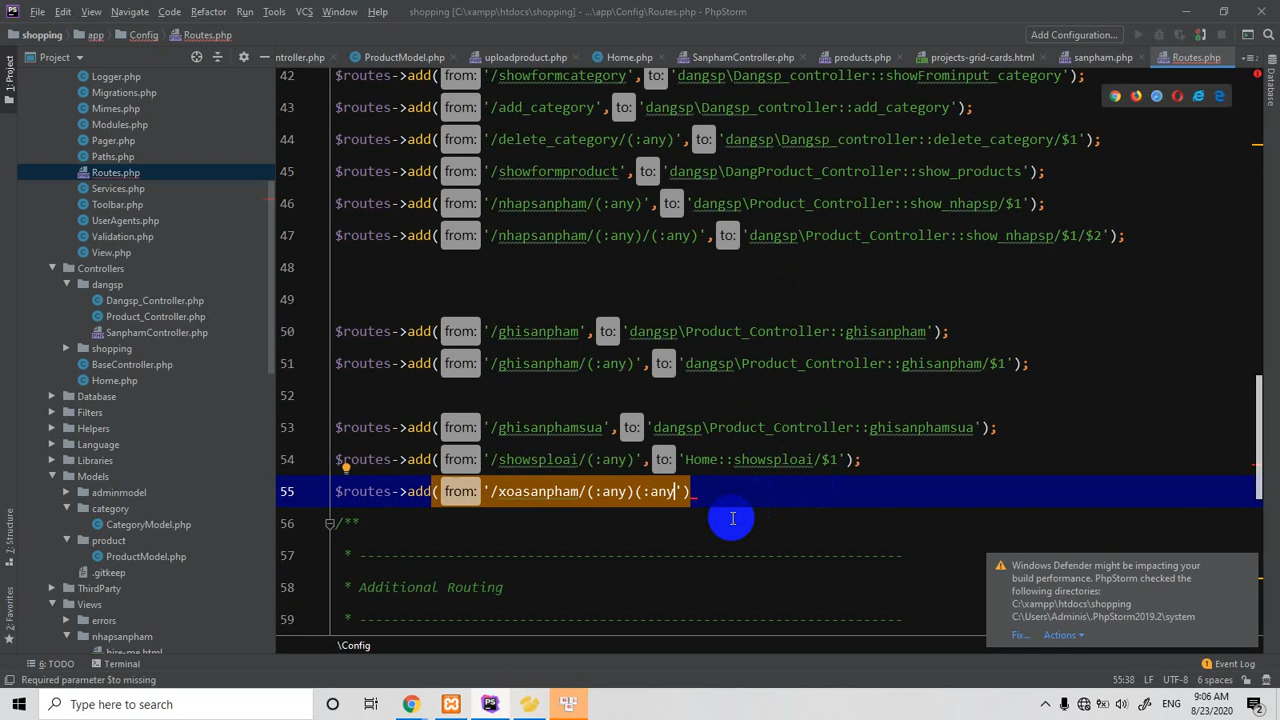 File Edit View Navigate Code Refactor Run Tools VCS Window Help shopping [C:\xampp\htdocs\shopping] - ...\app\Config\Routes.php - PhpStorm
shopping app Config Routes.php Add Configuration...
Project ntroller.php ProductModel.php uploadproduct.php Home.php SanphamController.php products.php projects-grid-cards.html sanpham.php Routes.php
1: Project
7: Structure
2: Favorites
Database
Logger.php
Migrations.php
Mimes.php
Modules.php
Pager.php
Paths.php
Routes.php
Services.php
Toolbar.php
UserAgents.php
Validation.php
View.php
Controllers
dangsp
Dangsp_Controller.php
Product_Controller.php
SanphamController.php
shopping
BaseController.php
Home.php
Database
Filters
Helpers
Language
Libraries
Models
adminmodel
category
CategoryModel.php
product
ProductModel.php
.gitkeep
ThirdParty
Views
errors
nhapsanpham
hire-me.html
42 $routes->add( from: '/showformcategory', to: 'dangsp\Dangsp_controller::showFrominput_category');
43 $routes->add( from: '/add_category', to: 'dangsp\Dangsp_controller::add_category');
44 $routes->add( from: '/delete_category/(:any)', to: 'dangsp\Dangsp_controller::delete_category/$1');
45 $routes->add( from: '/showformproduct', to: 'dangsp\DangProduct_Controller::show_products');
46 $routes->add( from: '/nhapsanpham/(:any)', to: 'dangsp\Product_Controller::show_nhapsp/$1');
47 $routes->add( from: '/nhapsanpham/(:any)/(:any)', to: 'dangsp\Product_Controller::show_nhapsp/$1/$2');
48
49
50 $routes->add( from: '/ghisanpham', to: 'dangsp\Product_Controller::ghisanpham');
51 $routes->add( from: '/ghisanpham/(:any)', to: 'dangsp\Product_Controller::ghisanpham/$1');
52
53 $routes->add( from: '/ghisanphamsua', to: 'dangsp\Product_Controller::ghisanphamsua');
54 $routes->add( from: '/showsploai/(:any)', to: 'Home::showsploai/$1');
55 $routes->add( from: '/xoasanpham/(:any)(:any')
56 /**
57 * --------------------------------------------------------------------
58 * Additional Routing
59 * --------------------------------------------------------------------
\Config
Windows Defender might be impacting your
build performance. PhpStorm checked the
following directories:
C:\xampp\htdocs\shopping
C:\Users\Adminis\.PhpStorm2019.2\system
Fix... Actions
6: TODO Terminal Event Log
Required parameter $to missing 55:38 LF UTF-8 6 spaces
Type here to search ENG 9:06 AM
8/23/2020 2